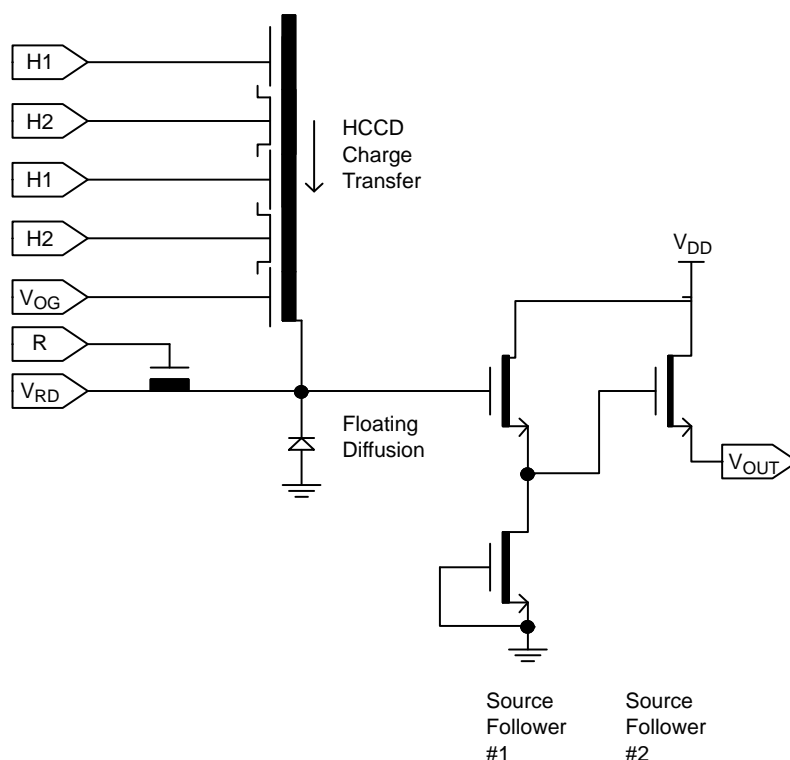 H1
H2
HCCD
Charge
Transfer
H1
H2
VDD
VOG
R
VRD
Floating
Diffusion
VOUT
Source
Follower
#1
Source
Follower
#2